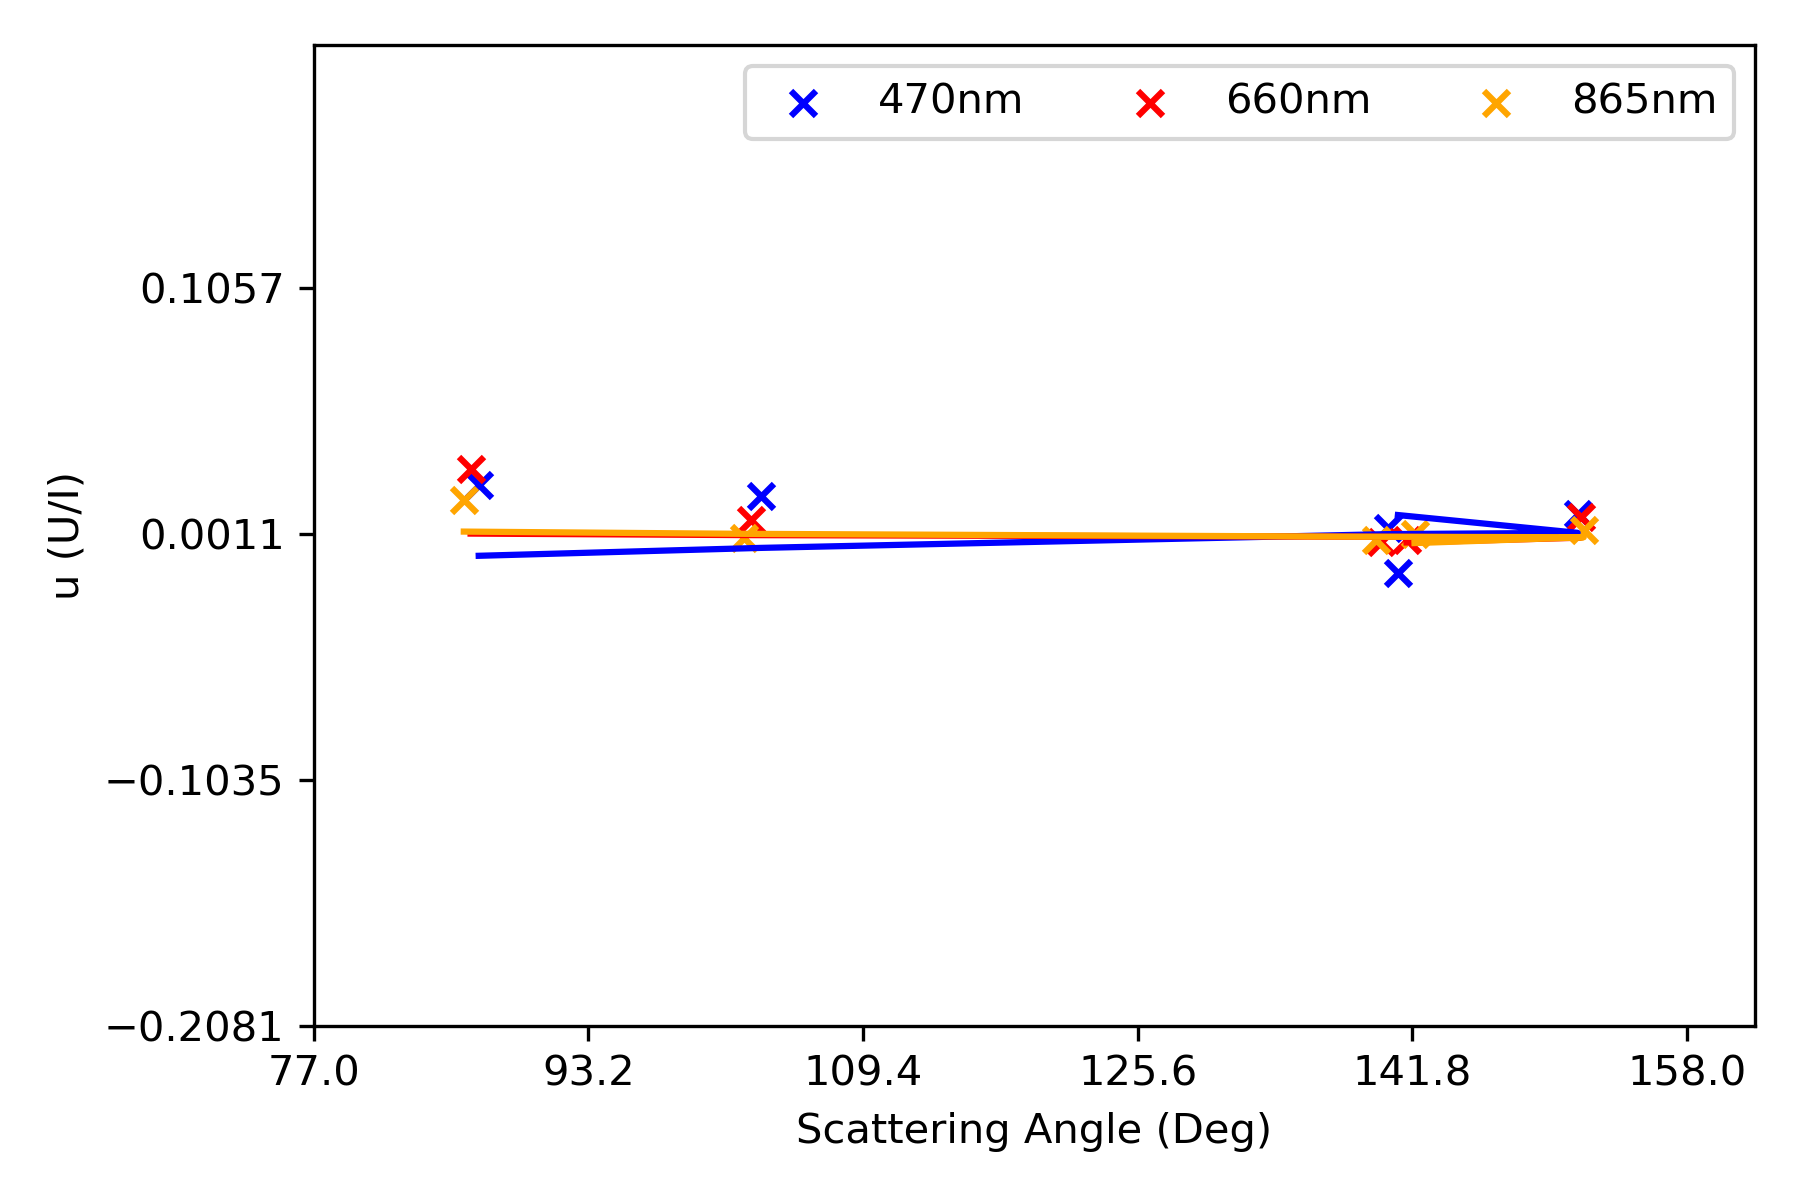 470nm 660nm 865nm
0.1057
0.0011
−0.1035
−0.2081
u (U/I)
77.0 93.2 109.4 125.6 141.8 158.0
Scattering Angle (Deg)